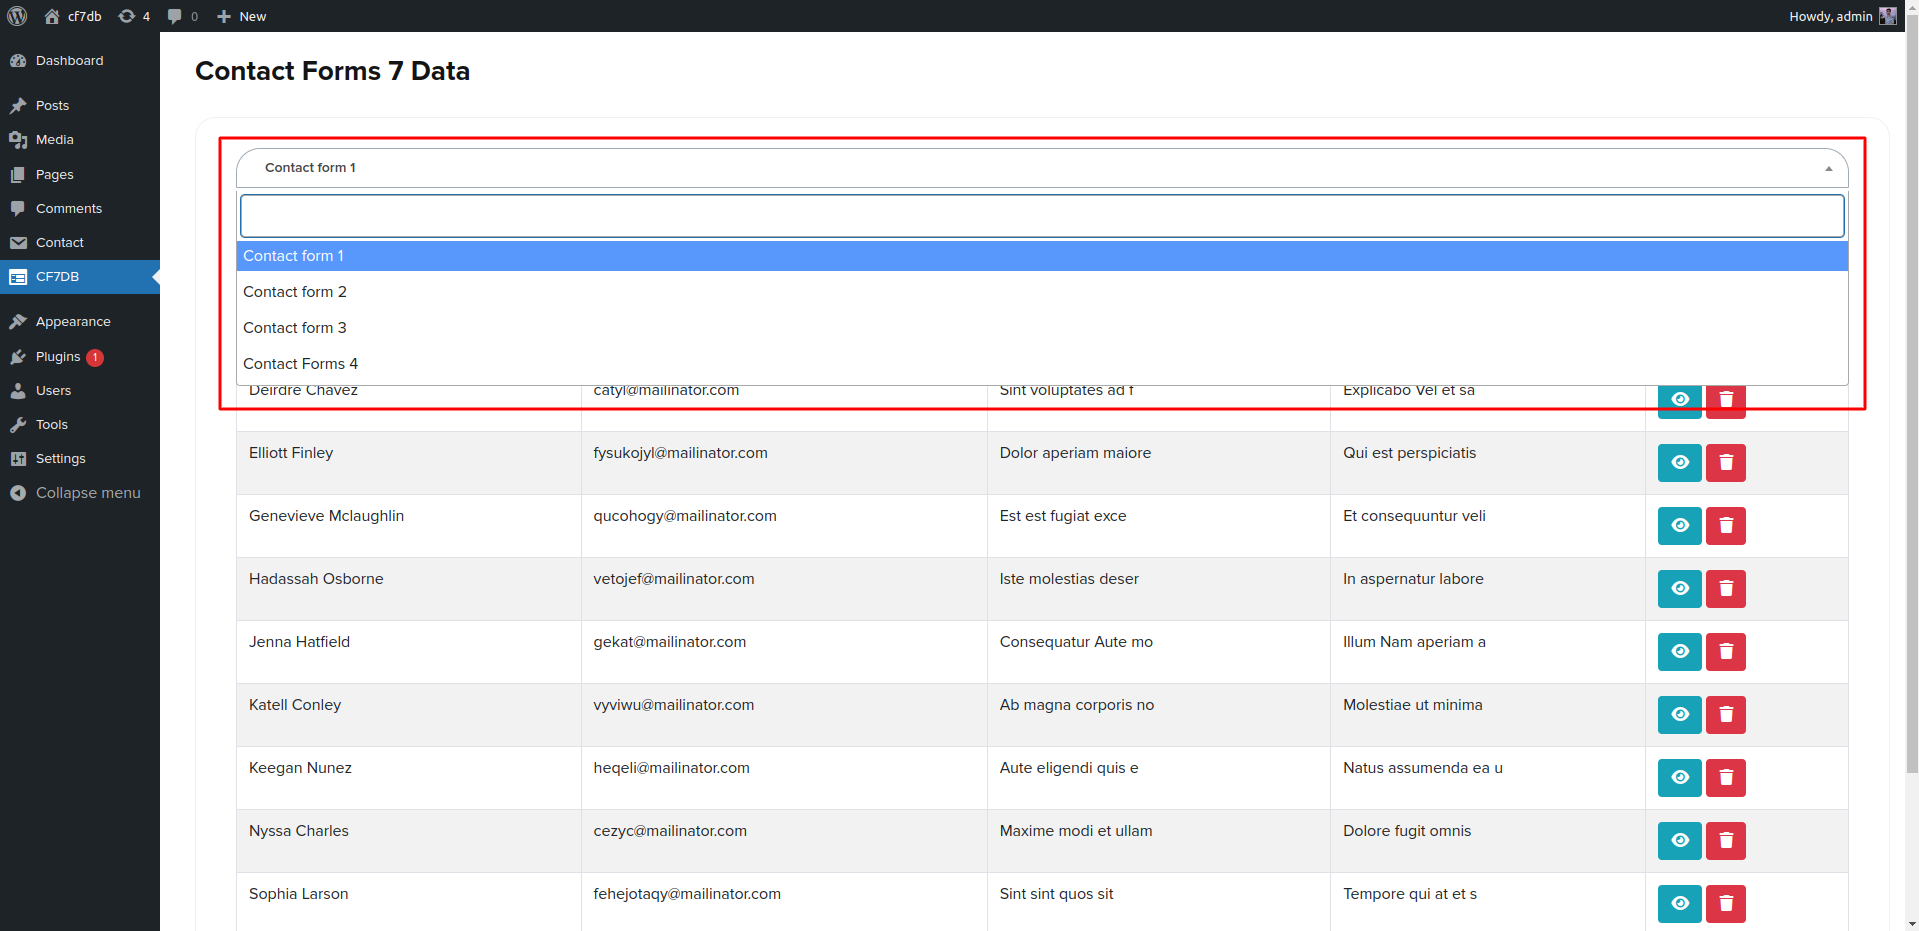 cf7db 4 0 New Howdy, admin
Dashboard
Posts
Media
Pages
Comments
Contact
CF7DB
Appearance
Plugins 1
Users
Tools
Settings
Collapse menu
Contact Forms 7 Data
Contact form 1
Contact form 1
Contact form 2
Contact form 3
Contact Forms 4
Deirdre Chavez catyl@mailinator.com Sint voluptates ad f Explicabo Vel et sa
Elliott Finley fysukojyl@mailinator.com Dolor aperiam maiore Qui est perspiciatis
Genevieve Mclaughlin qucohogy@mailinator.com Est est fugiat exce Et consequuntur veli
Hadassah Osborne vetojef@mailinator.com Iste molestias deser In aspernatur labore
Jenna Hatfield gekat@mailinator.com Consequatur Aute mo Illum Nam aperiam a
Katell Conley vyviwu@mailinator.com Ab magna corporis no Molestiae ut minima
Keegan Nunez heqeli@mailinator.com Aute eligendi quis e Natus assumenda ea u
Nyssa Charles cezyc@mailinator.com Maxime modi et ullam Dolore fugit omnis
Sophia Larson fehejotaqy@mailinator.com Sint sint quos sit Tempore qui at et s